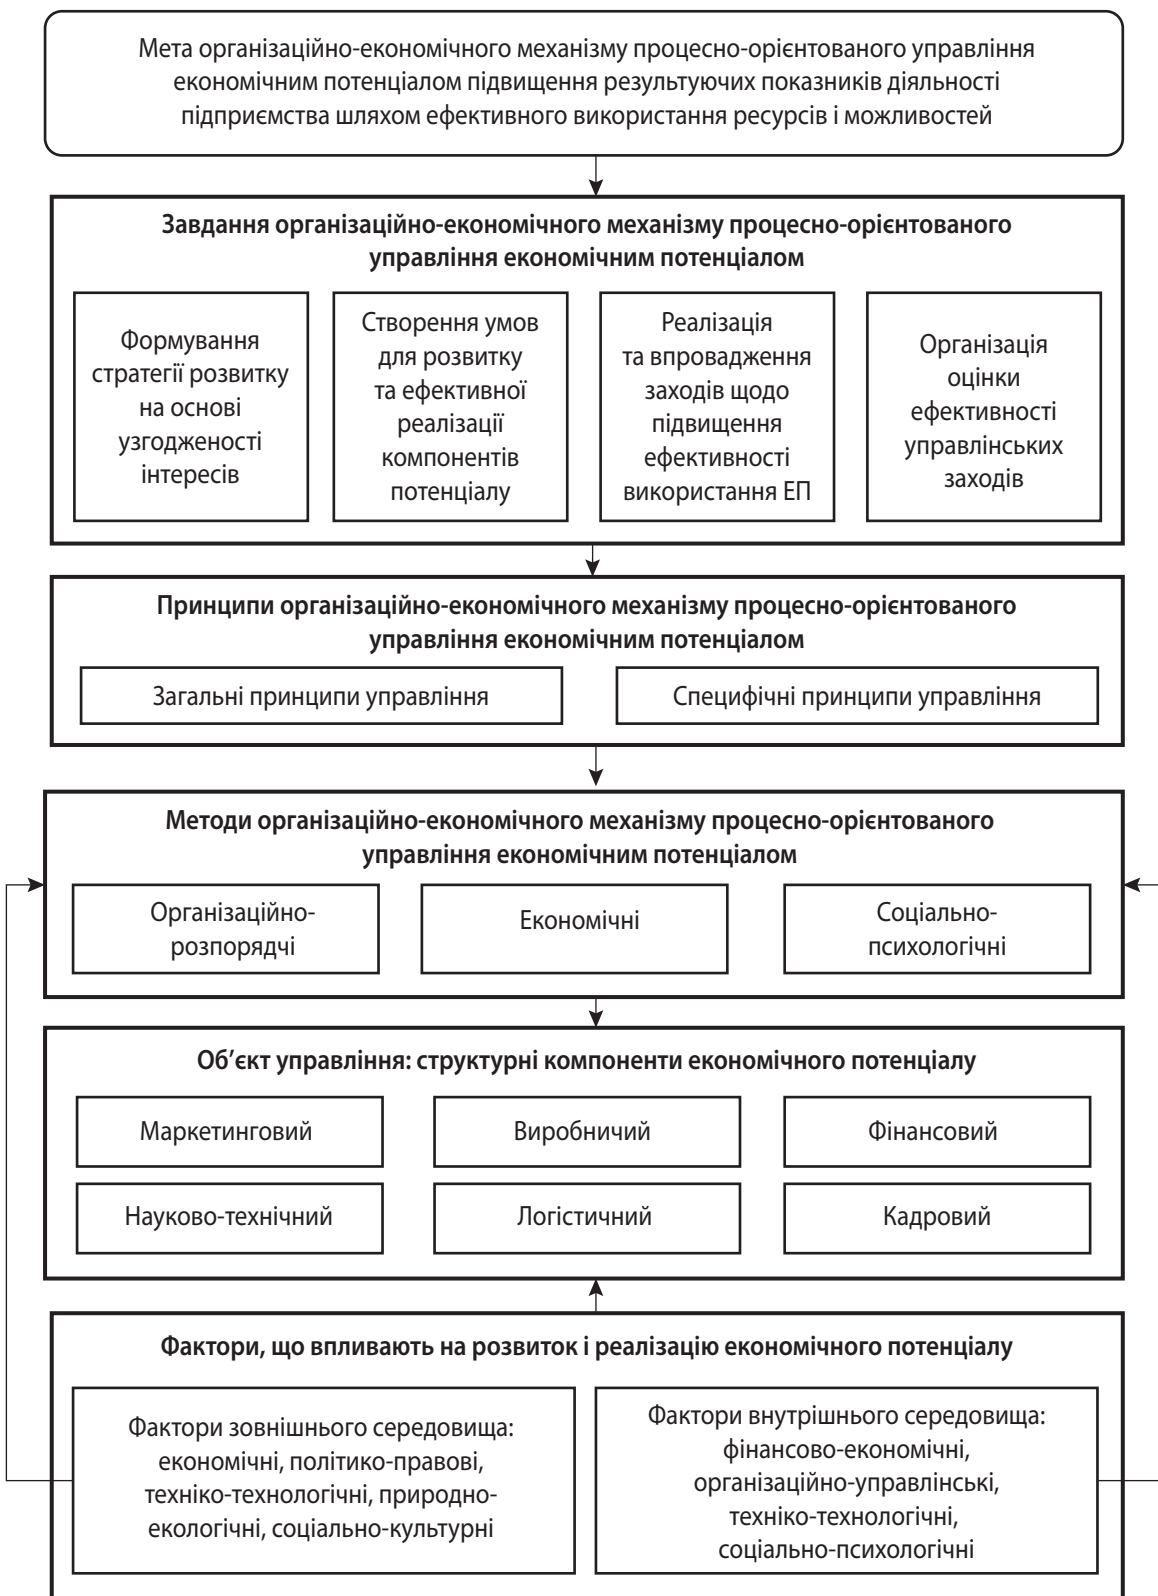 Мета організаційно-економічного механізму процесно-орієнтованого управління
економічним потенціалом підвищення результуючих показників діяльності
підприємства шляхом ефективного використання ресурсів і можливостей
Завдання організаційно-економічного механізму процесно-орієнтованого
управління економічним потенціалом
Формування
стратегії розвитку
на основі
узгодженості
інтересів
Створення умов
для розвитку
та ефективної
реалізації
компонентів
потенціалу
Реалізація
та впровадження
заходів щодо
підвищення
ефективності
використання ЕП
Організація
оцінки
ефективності
управлінських
заходів
Принципи організаційно-економічного механізму процесно-орієнтованого
управління економічним потенціалом
Загальні принципи управління
Специфічні принципи управління
Методи організаційно-економічного механізму процесно-орієнтованого
управління економічним потенціалом
Організаційно-
розпорядчі
Економічні
Соціально-
психологічні
Об’єкт управління: структурні компоненти економічного потенціалу
Маркетинговий
Виробничий
Фінансовий
Науково-технічний
Логістичний
Кадровий
Фактори, що впливають на розвиток і реалізацію економічного потенціалу
Фактори зовнішнього середовища:
економічні, політико-правові,
техніко-технологічні, природно-
екологічні, соціально-культурні
Фактори внутрішнього середовища:
фінансово-економічні,
організаційно-управлінські,
техніко-технологічні,
соціально-психологічні